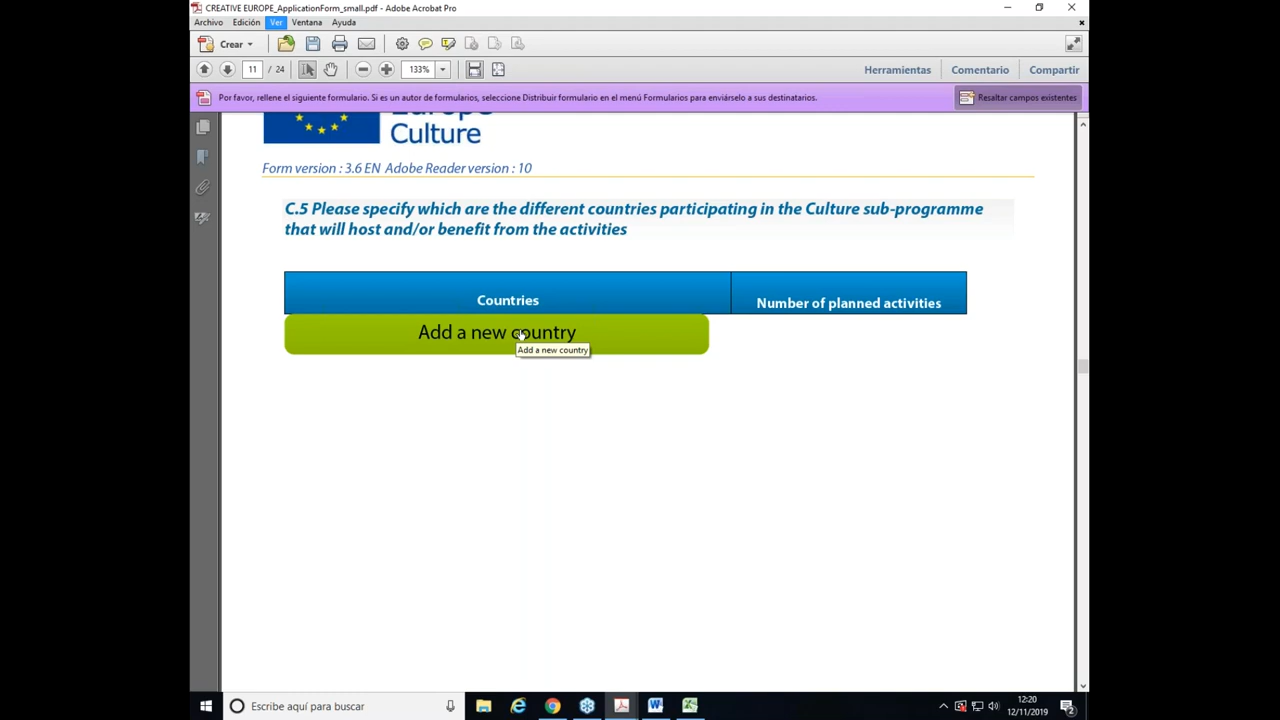 CREATIVE EUROPE_ApplicationForm_small.pdf - Adobe Acrobat Pro
Archivo Edición Ver Ventana Ayuda
Crear
11 / 24 133% Herramientas Comentario Compartir
Por favor, rellene el siguiente formulario. Si es un autor de formularios, seleccione Distribuir formulario en el menú Formularios para enviárselo a sus destinatarios. Resaltar campos existentes
Europe
Culture
Form version : 3.6 EN Adobe Reader version : 10
C.5 Please specify which are the different countries participating in the Culture sub-programme
that will host and/or benefit from the activities
Countries Number of planned activities
Add a new country
Add a new country
Escribe aquí para buscar
12:20
12/11/2019
2